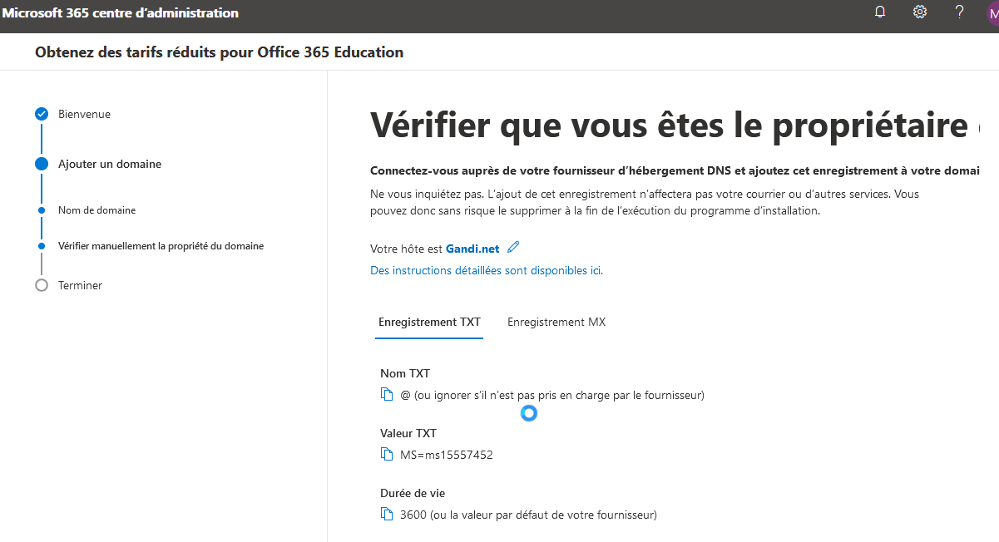 Microsoft 365 centre d'administration
?
M
Obtenez des tarifs réduits pour Office 365 Education
Bienvenue
Ajouter un domaine
Nom de domaine
Vérifier manuellement la propriété du domaine
Terminer
Vérifier que vous êtes le propriétaire
Connectez-vous auprès de votre fournisseur d’hébergement DNS et ajoutez cet enregistrement à votre domai
Ne vous inquiétez pas. L’ajout de cet enregistrement n’affectera pas votre courrier ou d’autres services. Vous
pouvez donc sans risque le supprimer à la fin de l’exécution du programme d’installation.
Votre hôte est Gandi.net
Des instructions détaillées sont disponibles ici.
Enregistrement TXT Enregistrement MX
Nom TXT
@ (ou ignorer s’il n’est pas pris en charge par le fournisseur)
Valeur TXT
MS=ms15557452
Durée de vie
3600 (ou la valeur par défaut de votre fournisseur)